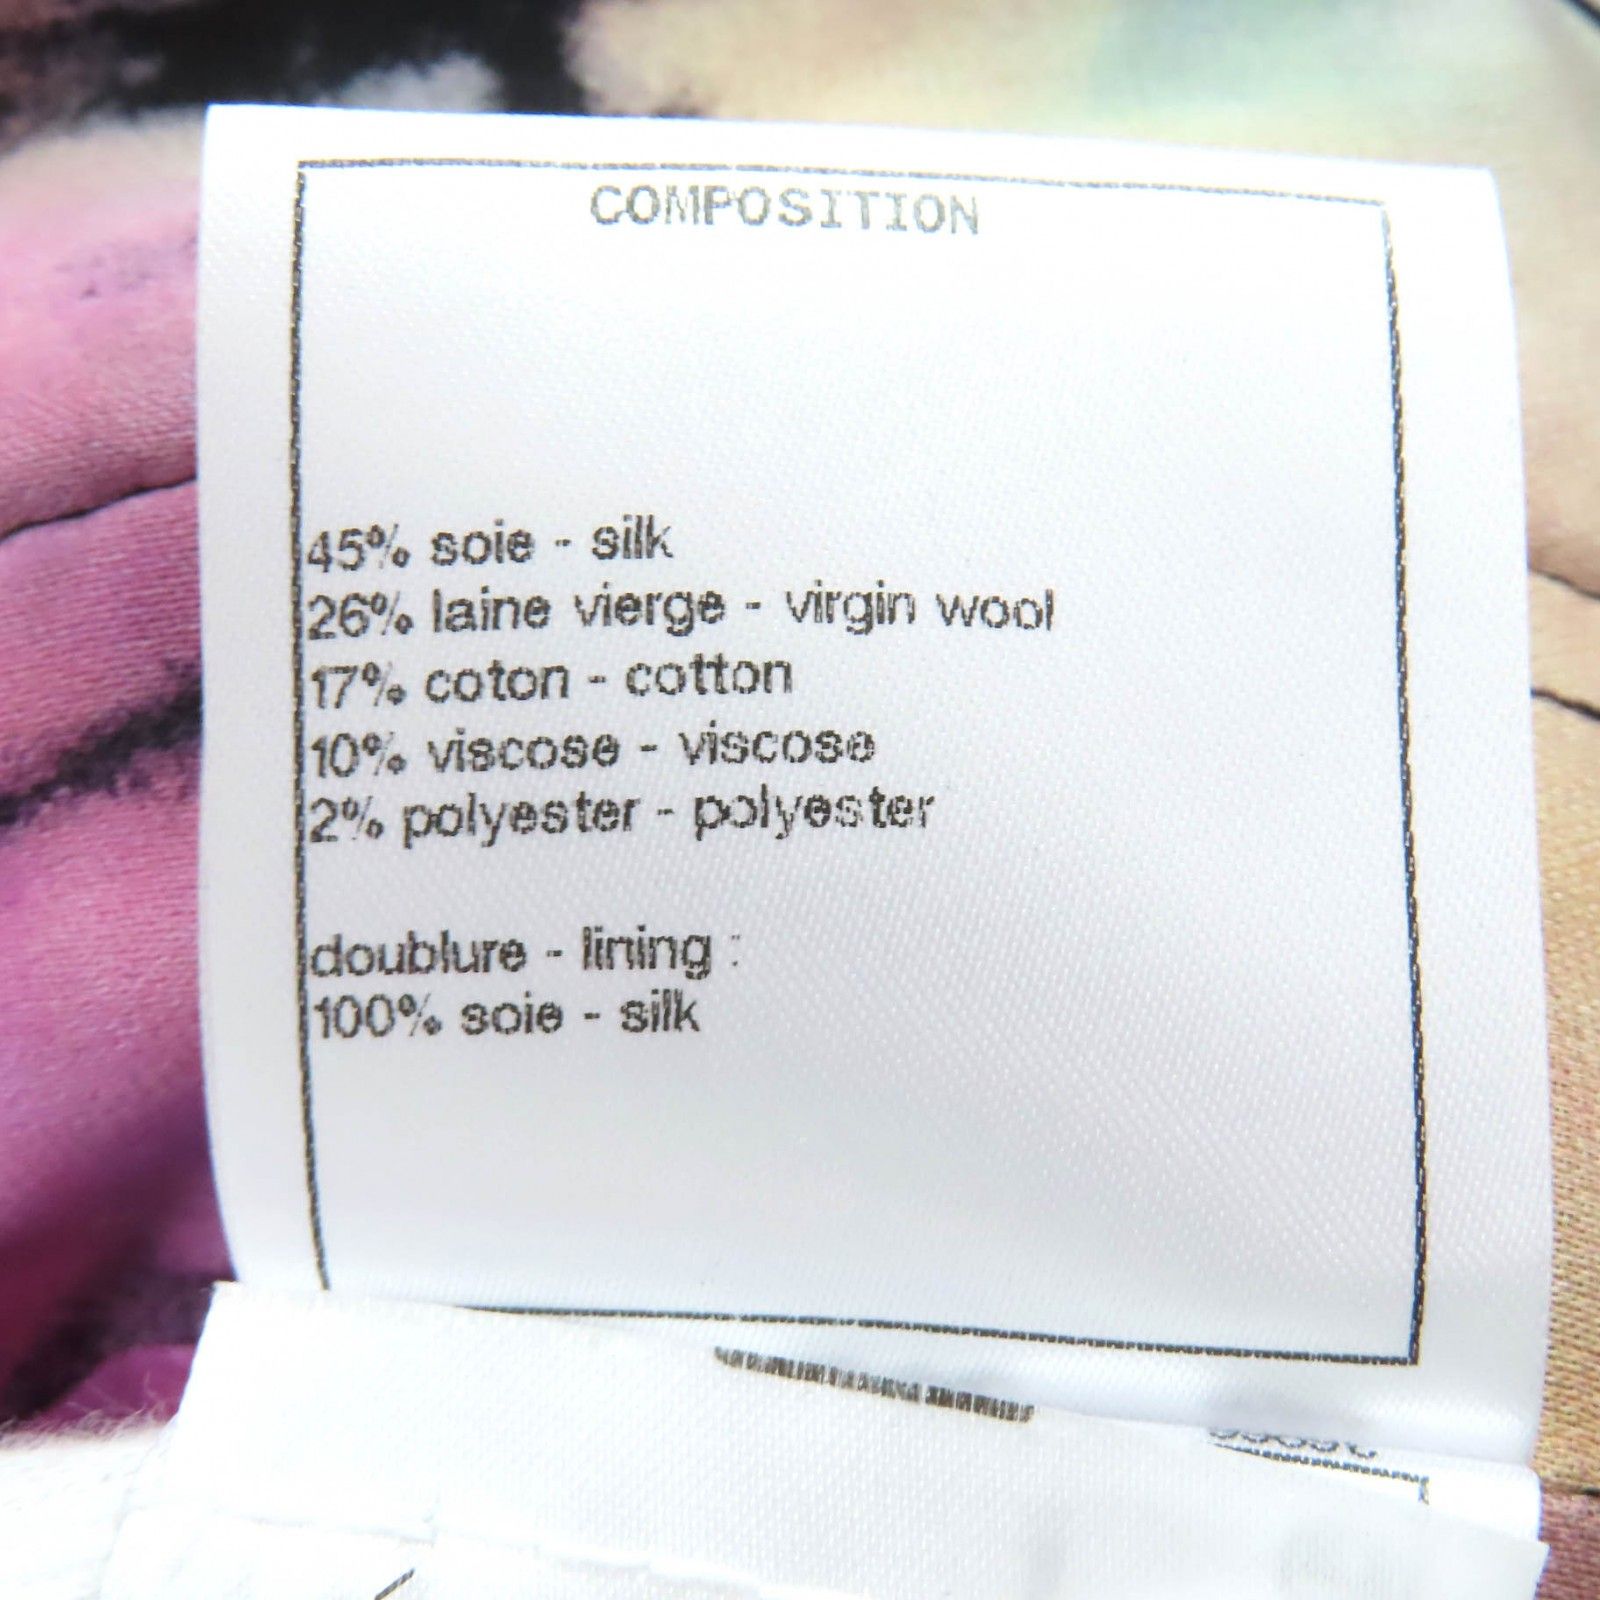 COMPOSITION
45% soie - silk
26% laine vierge - virgin wool
17% coton - cotton
10% viscose - viscose
2% polyester - polyester
doublure - lining :
100% soie - silk